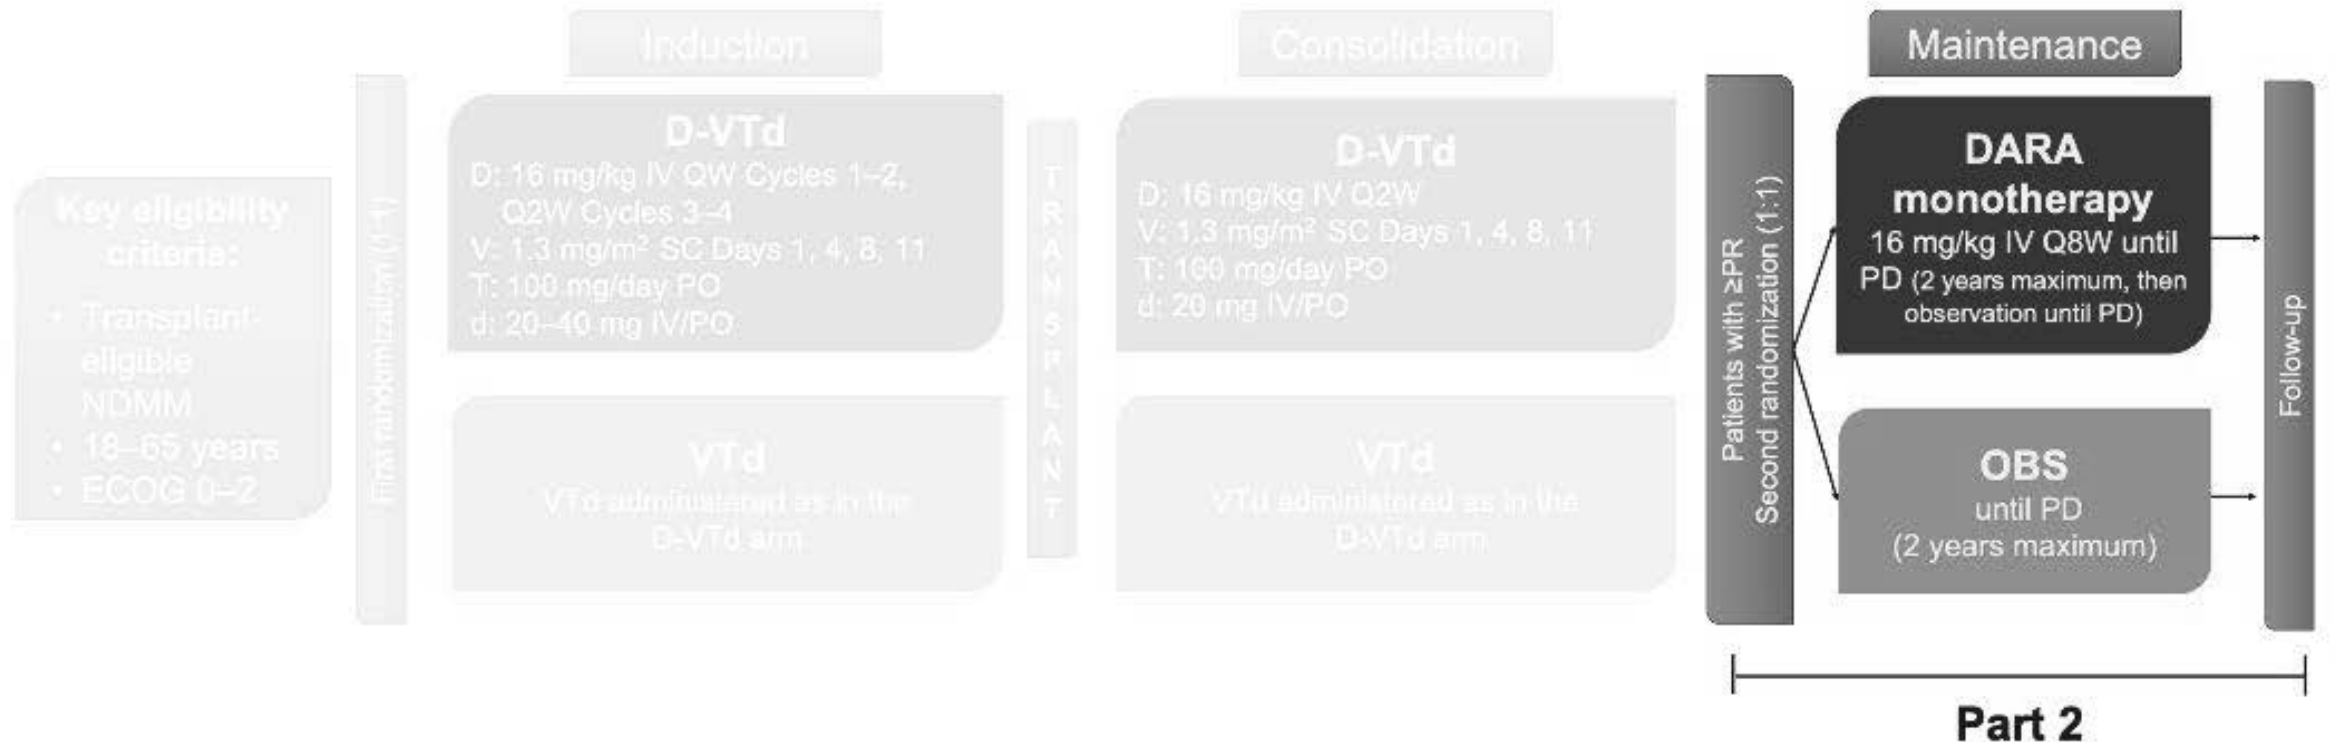 Key eligibility
criteria:
• Transplant-
eligible
NDMM
• 18–65 years
• ECOG 0–2
First randomization (1:1)
Induction
D-VTd
D: 16 mg/kg IV QW Cycles 1–2,
Q2W Cycles 3–4
V: 1.3 mg/m² SC Days 1, 4, 8, 11
T: 100 mg/day PO
d: 20–40 mg IV/PO
VTd
VTd administered as in the
D-VTd arm
TRANSPLANT
Consolidation
D-VTd
D: 16 mg/kg IV Q2W
V: 1.3 mg/m² SC Days 1, 4, 8, 11
T: 100 mg/day PO
d: 20 mg IV/PO
VTd
VTd administered as in the
D-VTd arm
Patients with ≥PR
Second randomization (1:1)
Maintenance
DARA
monotherapy
16 mg/kg IV Q8W until
PD (2 years maximum, then
observation until PD)
OBS
until PD
(2 years maximum)
Follow-up
Part 2